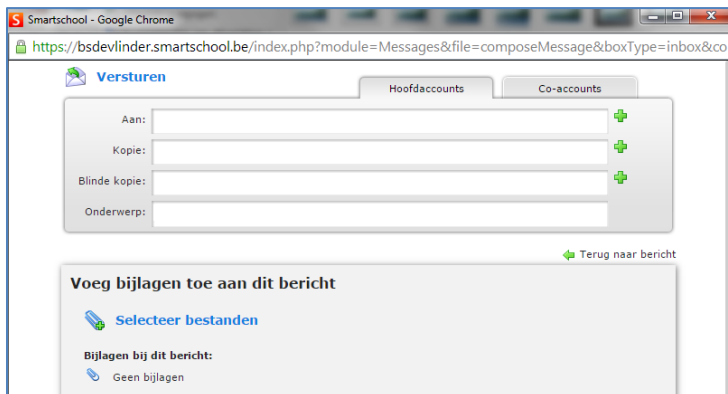 Smartschool - Google Chrome
https://bsdevlinder.smartschool.be/index.php?module=Messages&file=composeMessage&boxType=inbox&co
Versturen
Hoofdaccounts
Co-accounts
Aan:
Kopie:
Blinde kopie:
Onderwerp:
Terug naar bericht
Voeg bijlagen toe aan dit bericht
Selecteer bestanden
Bijlagen bij dit bericht:
Geen bijlagen